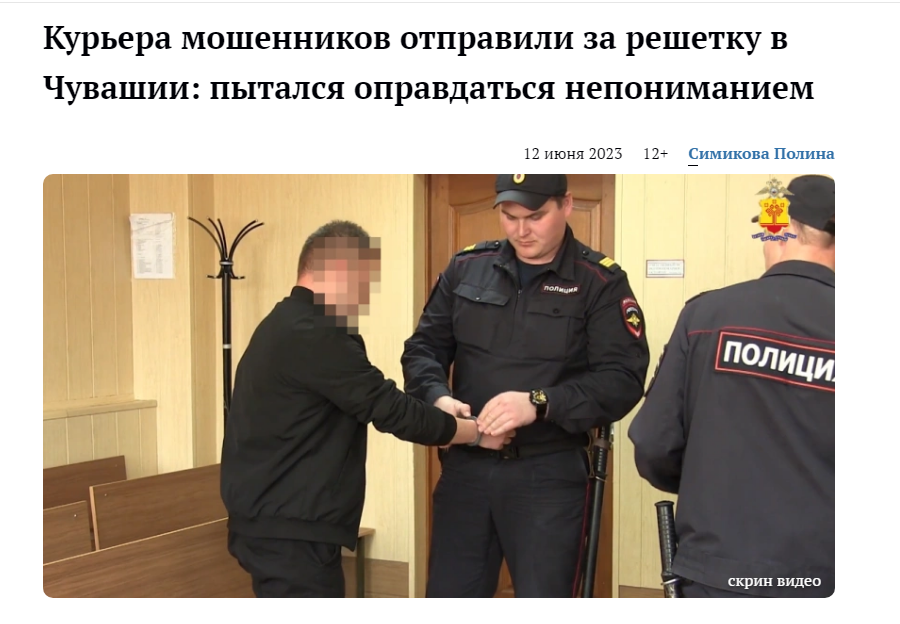 Курьера мошенников отправили за решетку в
Чувашии: пытался оправдаться непониманием
12 июня 2023 12+ Симикова Полина
ПОЛИЦИЯ
ПОЛИЦИ
скрин видео